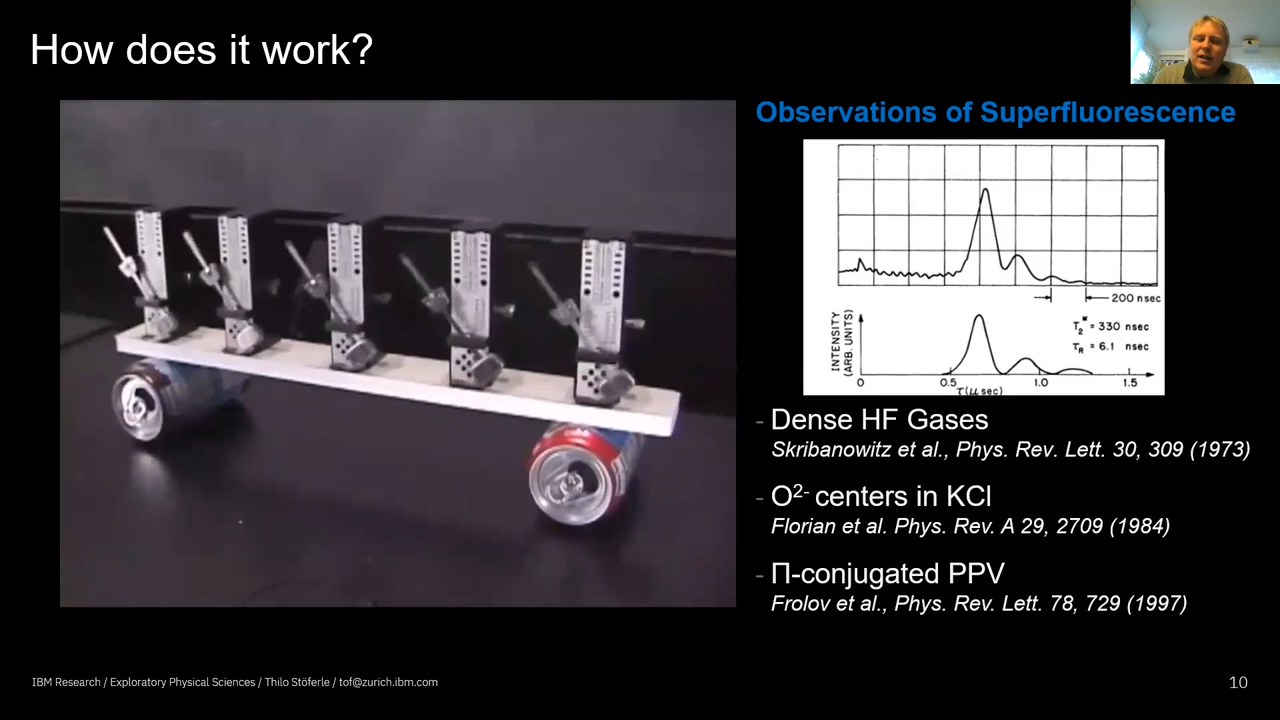 How does it work?
Observations of Superfluorescence
200 nsec
T₂* = 330 nsec
τR = 6.1 nsec
INTENSITY
(ARB. UNITS)
0 0.5 1.0 1.5
τ(μsec)
- Dense HF Gases
Skribanowitz et al., Phys. Rev. Lett. 30, 309 (1973)
- O²⁻ centers in KCl
Florian et al. Phys. Rev. A 29, 2709 (1984)
- Π-conjugated PPV
Frolov et al., Phys. Rev. Lett. 78, 729 (1997)
IBM Research / Exploratory Physical Sciences / Thilo Stöferle / tof@zurich.ibm.com
10